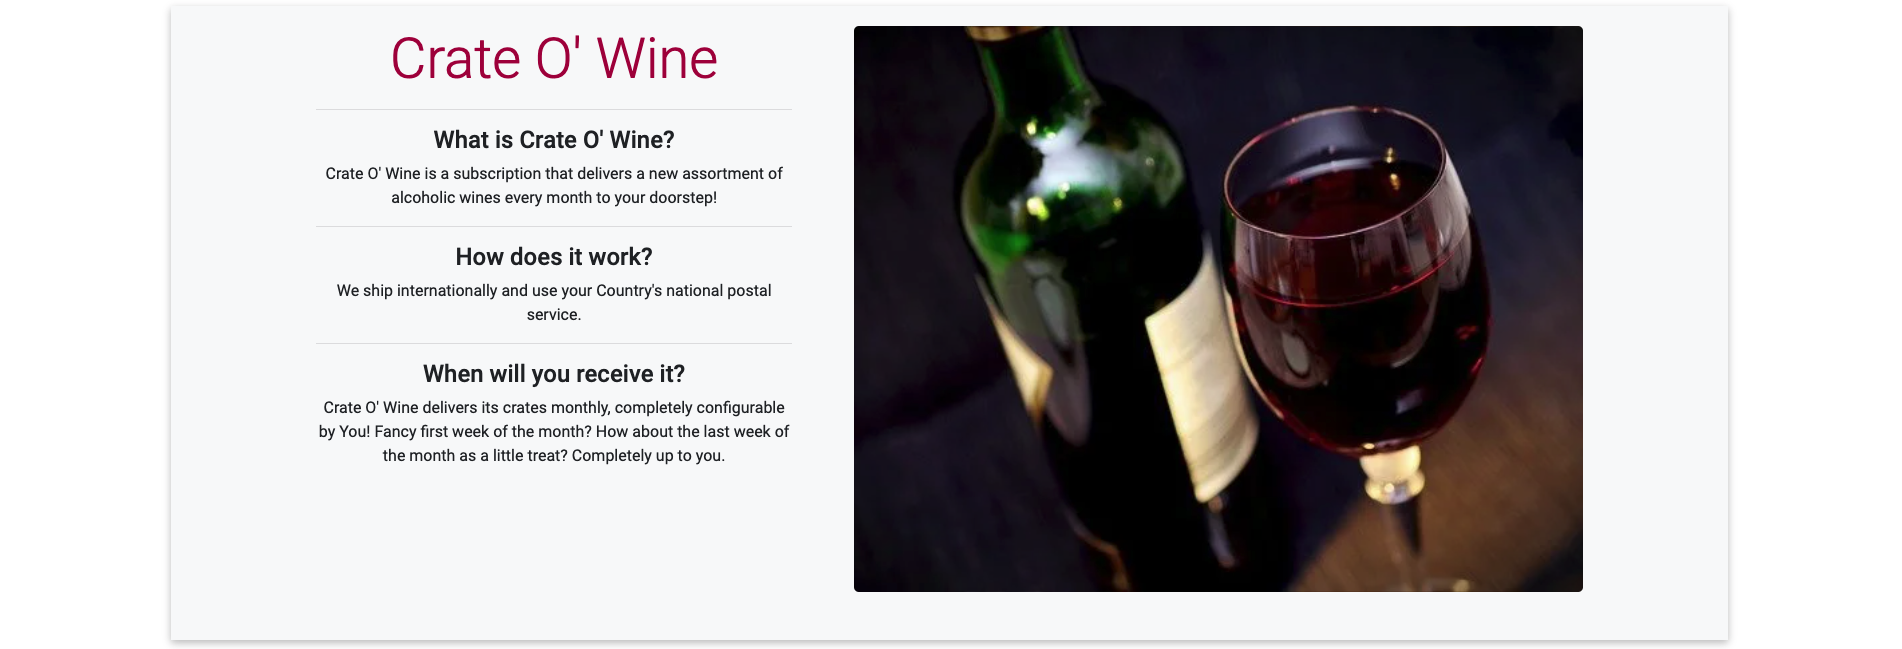 Crate O' Wine
What is Crate O' Wine?
Crate O' Wine is a subscription that delivers a new assortment of
alcoholic wines every month to your doorstep!
How does it work?
We ship internationally and use your Country's national postal
service.
When will you receive it?
Crate O' Wine delivers its crates monthly, completely configurable
by You! Fancy first week of the month? How about the last week of
the month as a little treat? Completely up to you.